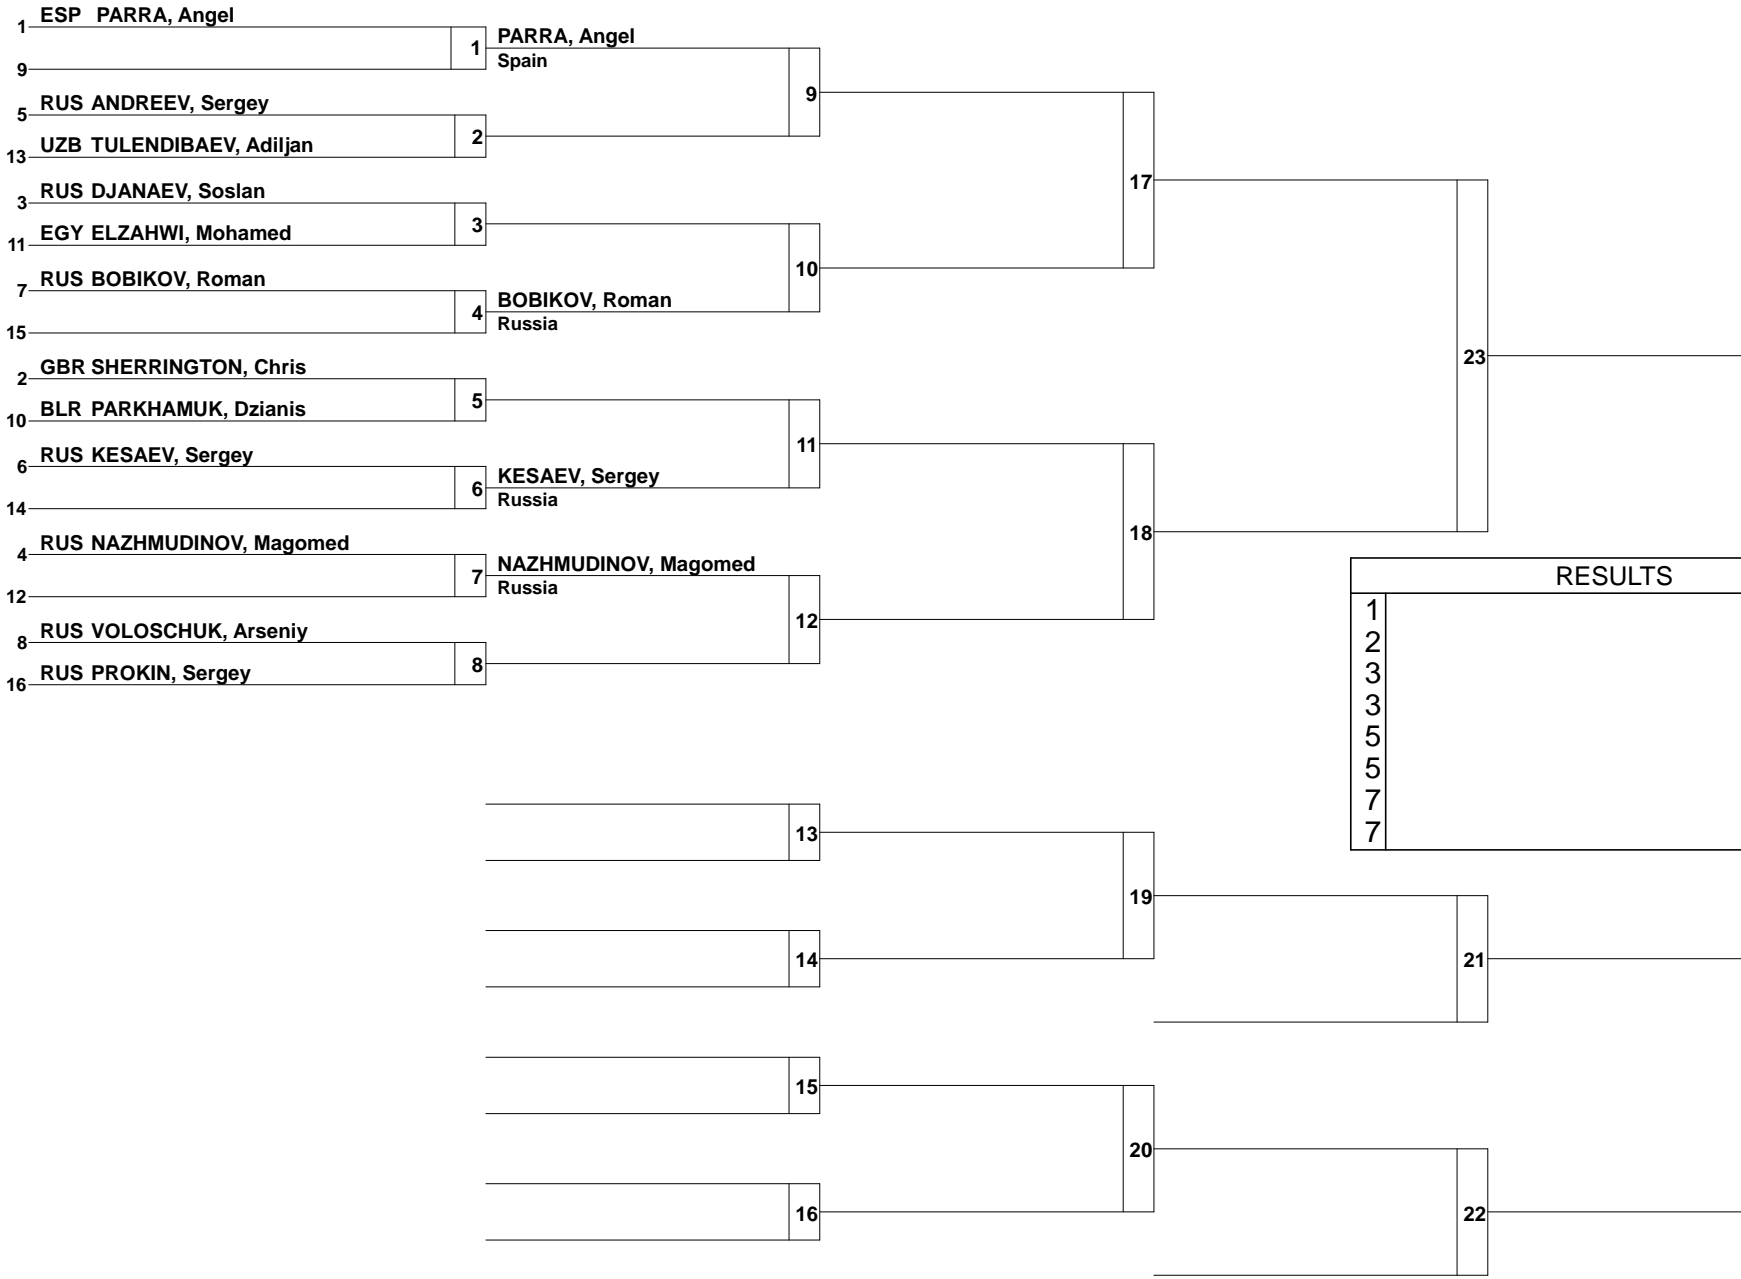 1 ESP PARRA, Angel
9
1 PARRA, Angel
Spain
5 RUS ANDREEV, Sergey
13 UZB TULENDIBAEV, Adiljan
2
9
3 RUS DJANAEV, Soslan
11 EGY ELZAHWI, Mohamed
3
7 RUS BOBIKOV, Roman
15
4 BOBIKOV, Roman
Russia
10
17
2 GBR SHERRINGTON, Chris
10 BLR PARKHAMUK, Dzianis
5
6 RUS KESAEV, Sergey
14
6 KESAEV, Sergey
Russia
11
4 RUS NAZHMUDINOV, Magomed
12
7 NAZHMUDINOV, Magomed
Russia
8 RUS VOLOSCHUK, Arseniy
16 RUS PROKIN, Sergey
8
12
18
23
RESULTS
1
2
3
3
5
5
7
7
13
14
19
21
15
16
20
22